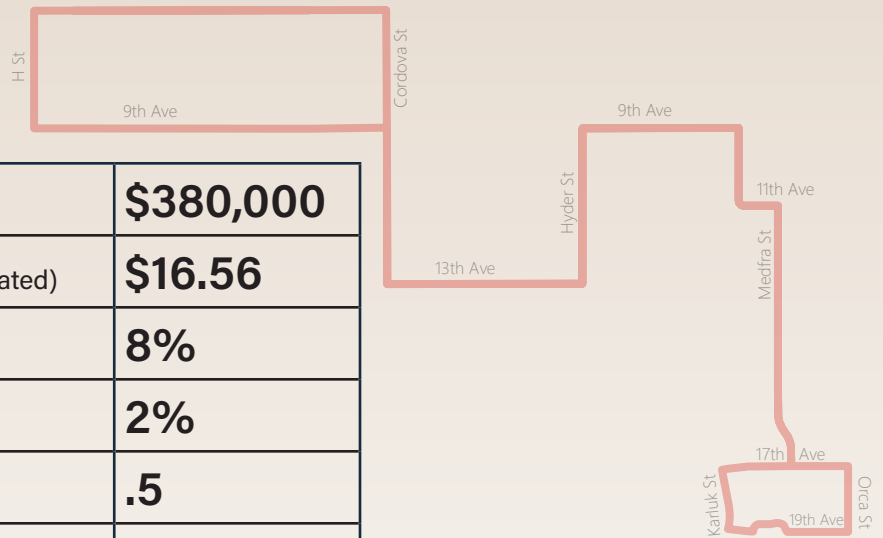 H St
Cordova St
9th Ave
9th Ave
11th Ave
Hyder St
Medfra St
13th Ave
$380,000
ated) $16.56
8%
2%
.5
17th Ave
Karluk St
Orca St
19th Ave